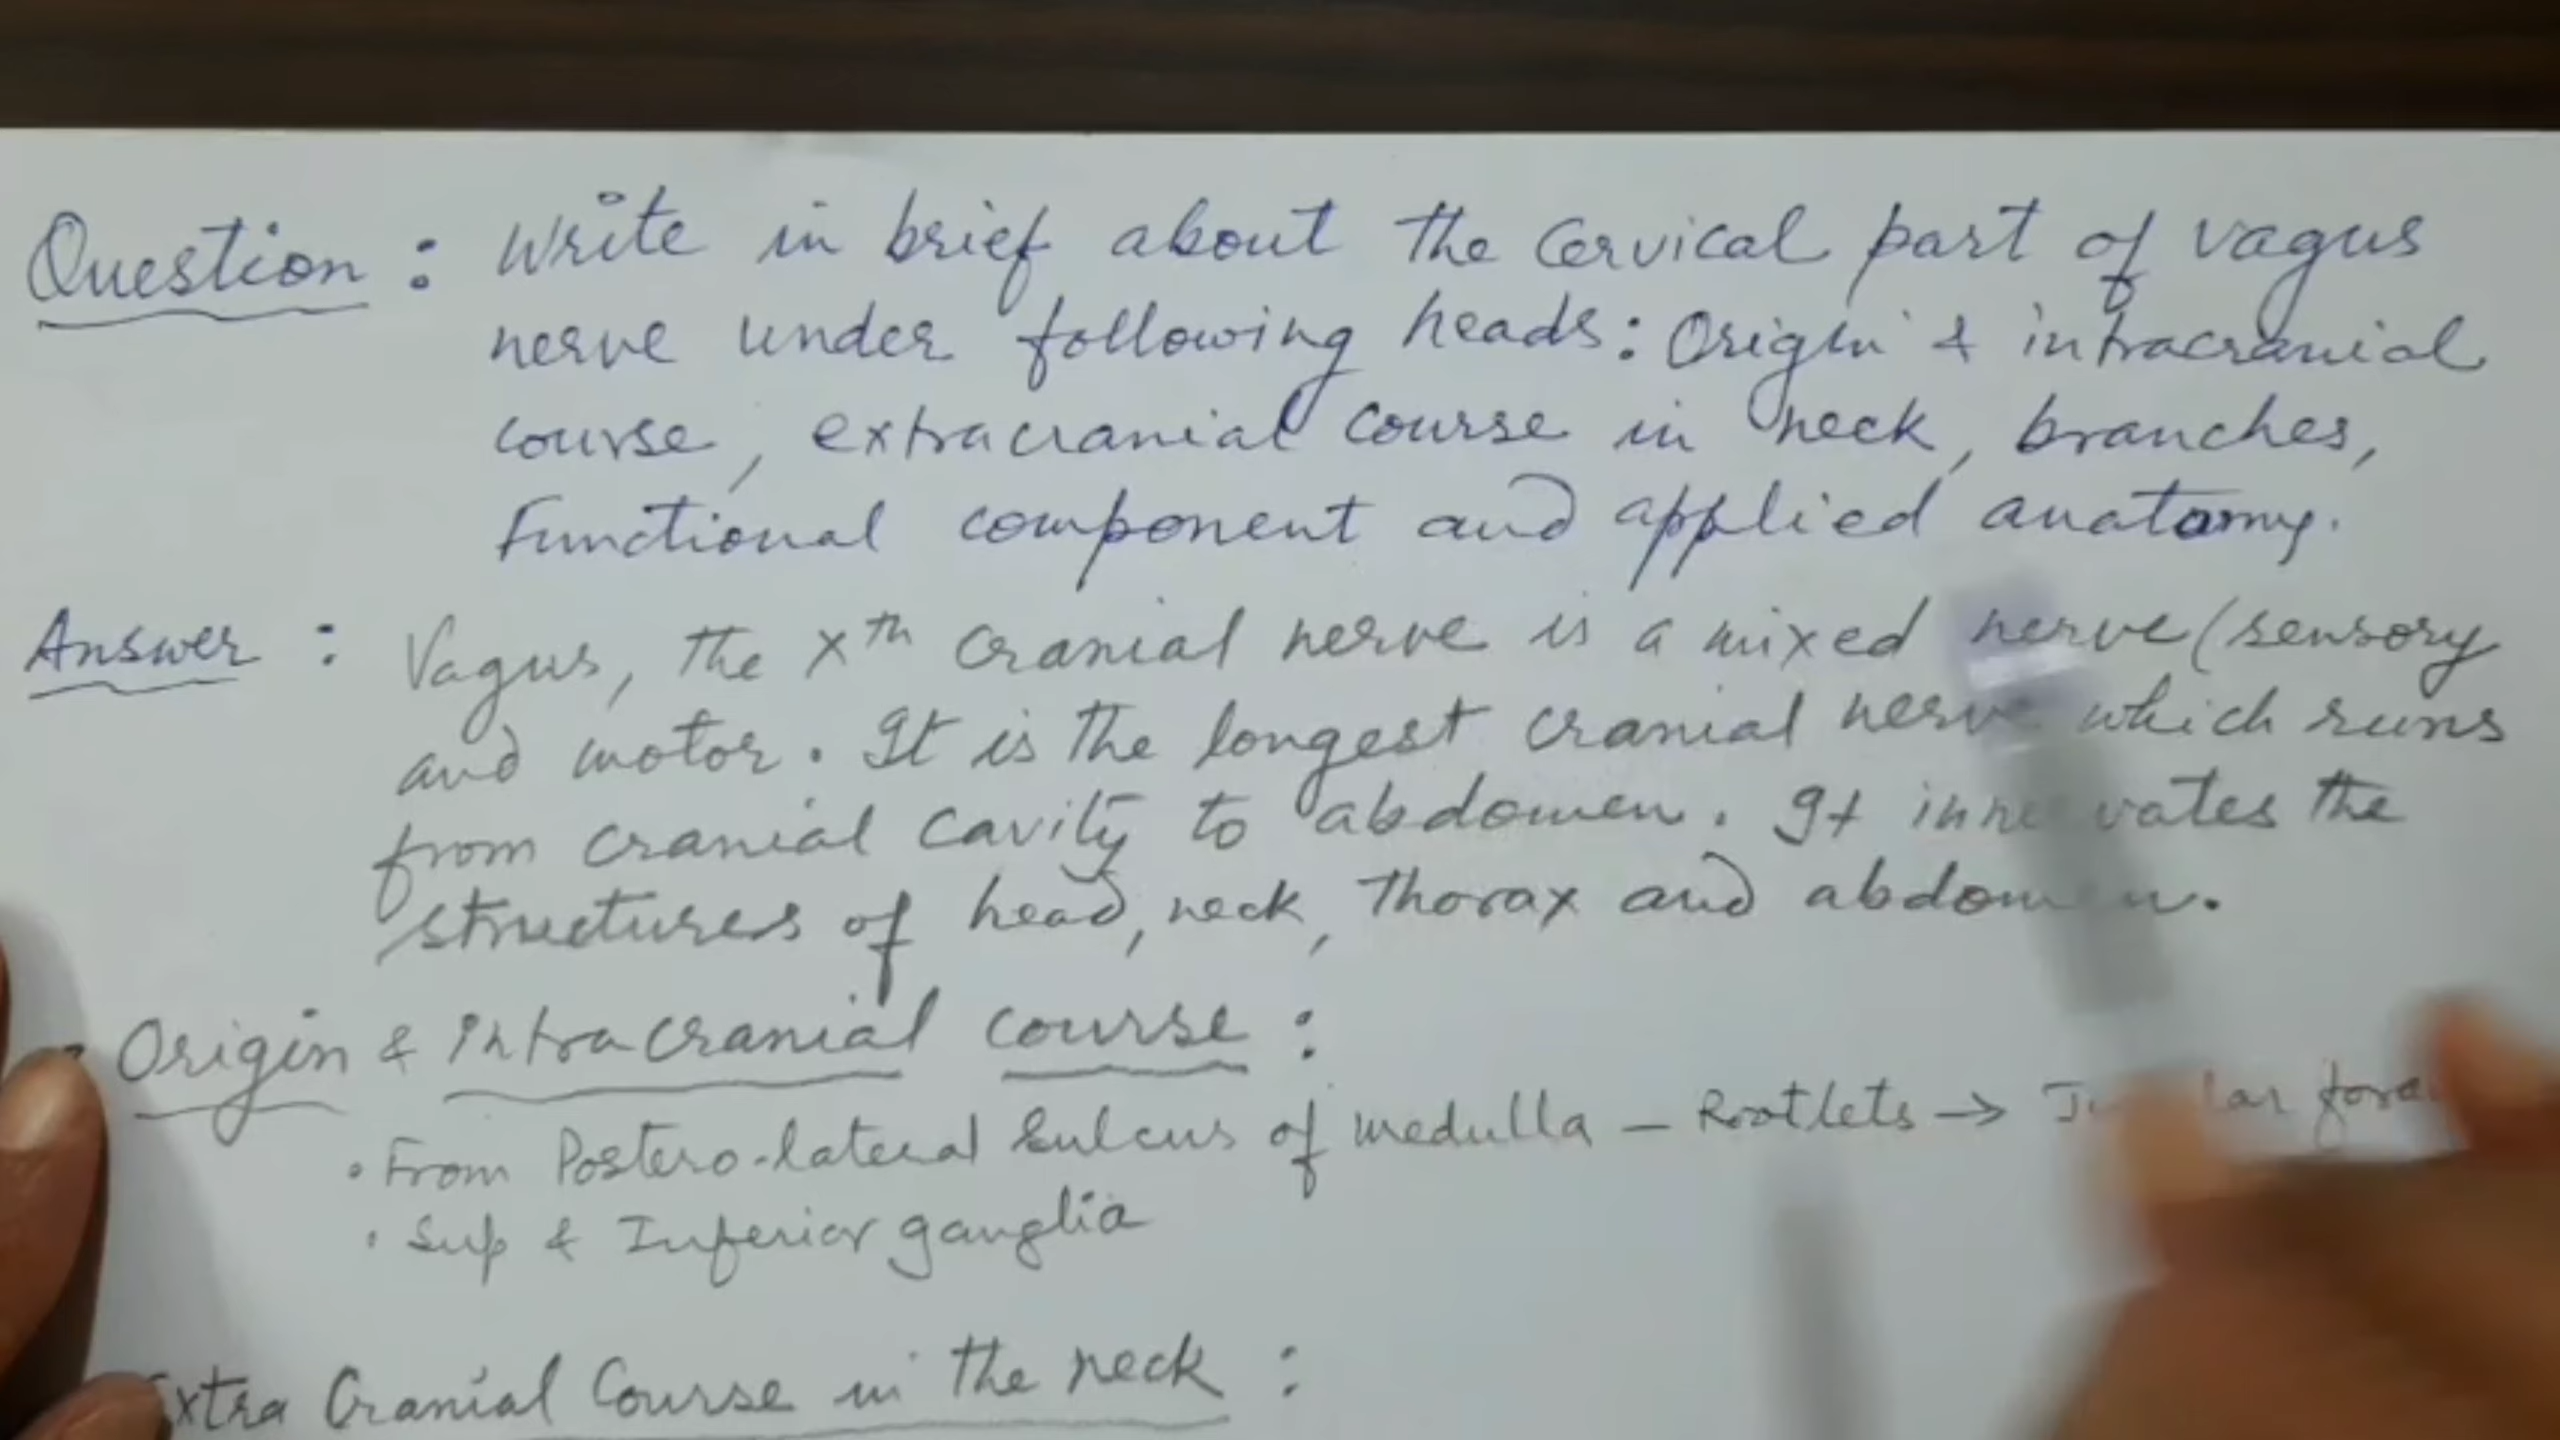 Question : Write in brief about the Cervical part of vagus
nerve under following heads: Origin & intracranial
course, extracranial course in neck, branches,
Functional component and applied anatomy.
Answer : Vagus, the Xth cranial nerve is a mixed nerve (sensory
and motor. It is the longest cranial nerve which runs
from cranial cavity to abdomen. It innervates the
structures of head, neck, Thorax and abdomen.
Origin & Intracranial course :
• From Postero-lateral Sulcus of medulla – Rootlets →
• Sup & Inferior ganglia
Extra Cranial Course in the neck :